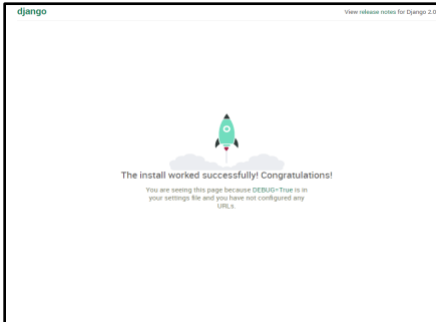 django
View release notes for Django 2.0
The install worked successfully! Congratulations!
You are seeing this page because DEBUG=True is in
your settings file and you have not configured any
URLs.